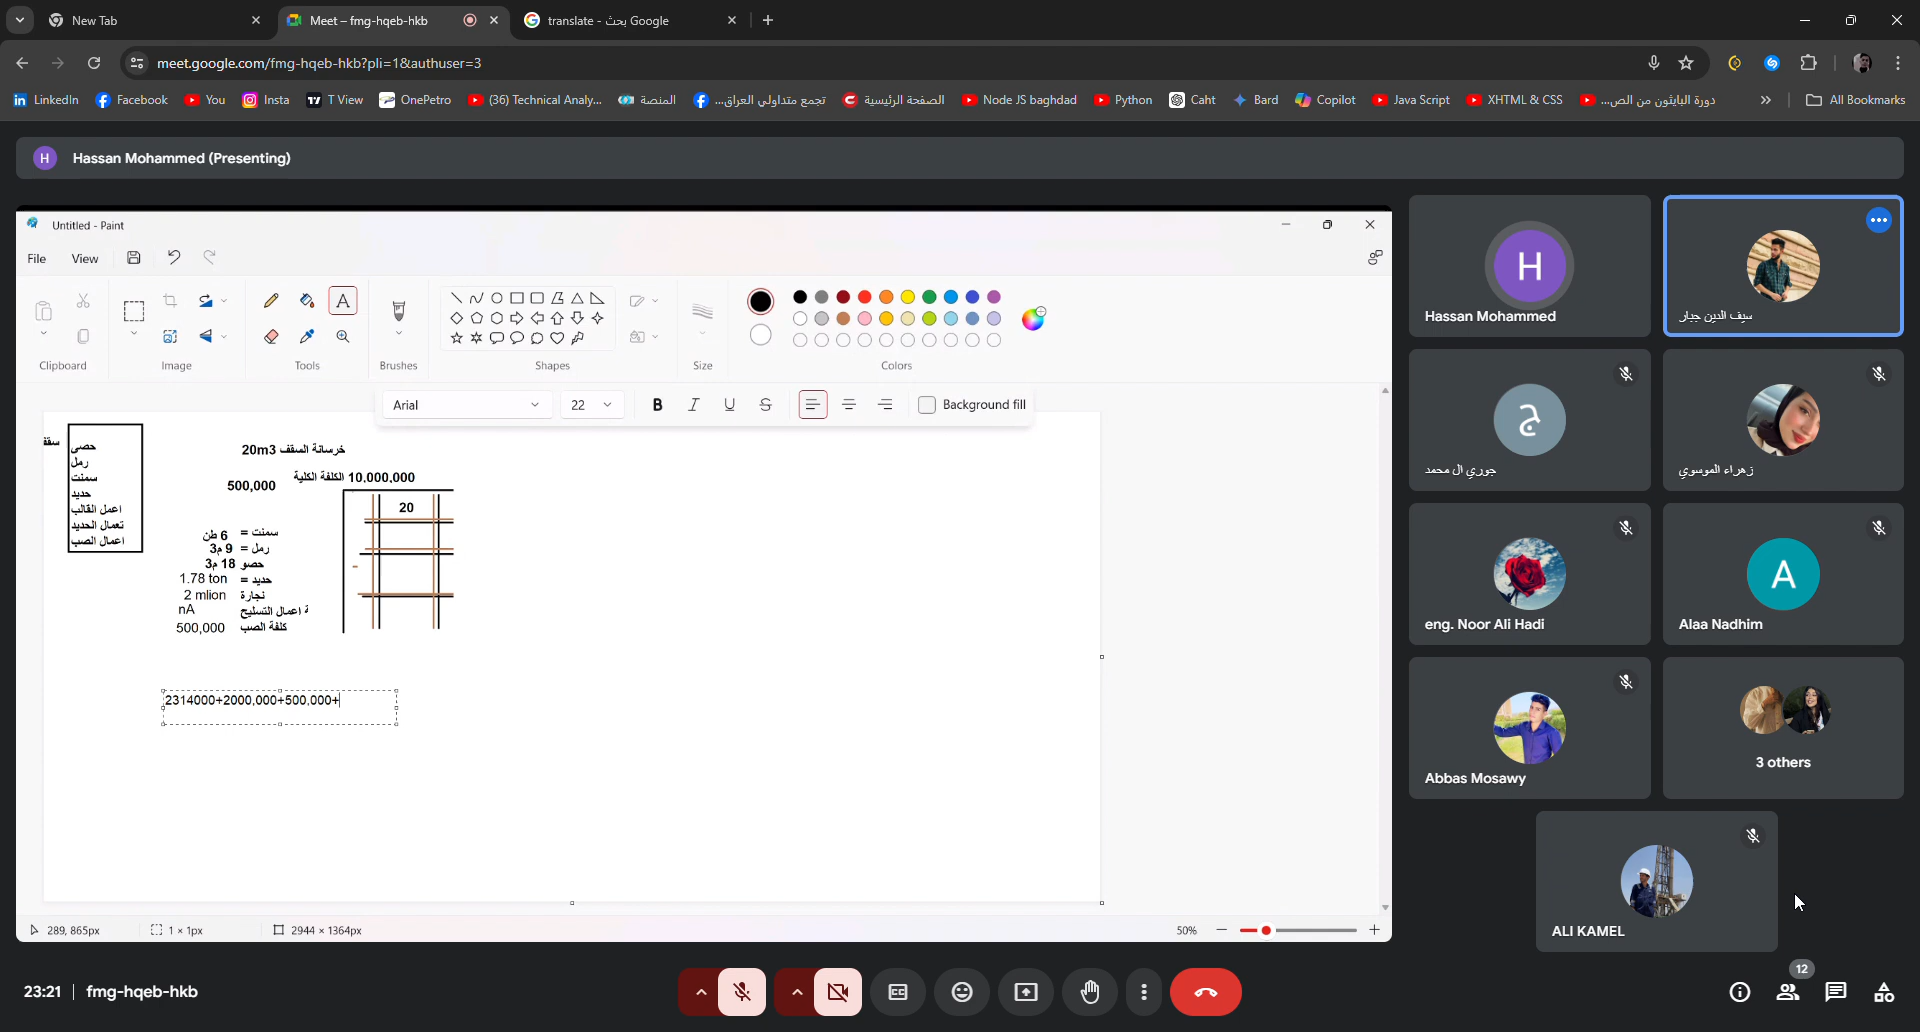 New Tab
Meet – fmg-hqeb-hkb
translate - بحث Google
meet.google.com/fmg-hqeb-hkb?pli=1&authuser=3
LinkedIn
Facebook
You
Insta
T View
OnePetro
(36) Technical Analy...
المنصة
تجمع متداولي العراق...
الصفحة الرئيسية
Node JS baghdad
Python
Caht
Bard
Copilot
Java Script
XHTML & CSS
دورة البايثون من الص...
All Bookmarks
H
Hassan Mohammed (Presenting)
Untitled - Paint
File
View
Clipboard
Image
Tools
Brushes
Shapes
Size
Colors
Arial
22
Background fill
سقف
حصى
رمل
سمنت
حديد
اعمل القالب
اعمال الصب
خرسانة السقف 20m3
10,000,000 الكلفة الكلية
500,000
20
سمنت = 6 طن
رمل = 9 م3
حصو 18 م3
حديد = 1.78 ton
نجارة 2 mlion
ة اعمال التسليح nA
كلفة الصب 500,000
2314000+2000,000+500,000+
289, 865px
1 × 1px
2944 × 1364px
50%
H
Hassan Mohammed
سيف الدين جبار
ج
جوري ال محمد
زهراء الموسوي
eng. Noor Ali Hadi
A
Alaa Nadhim
Abbas Mosawy
3 others
ALI KAMEL
23:21
fmg-hqeb-hkb
12